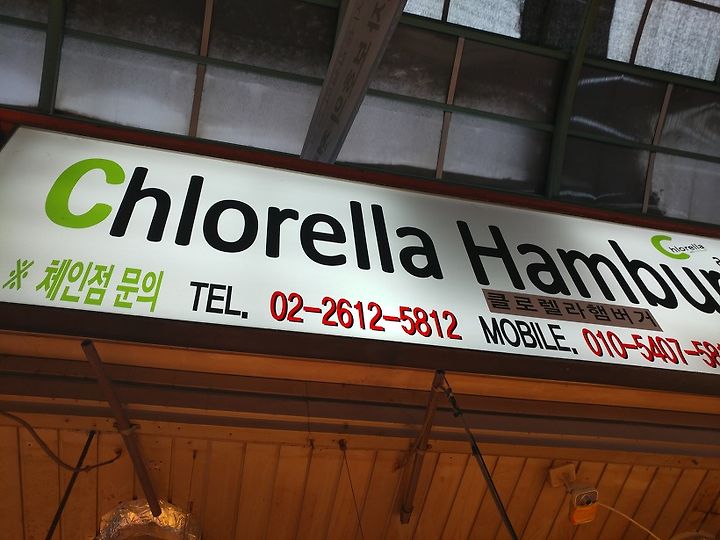 Chlorella Hambur
Chlorella
클로렐라햄버거
※ 체인점 문의 TEL. 02-2612-5812 MOBILE. 010-5407-58